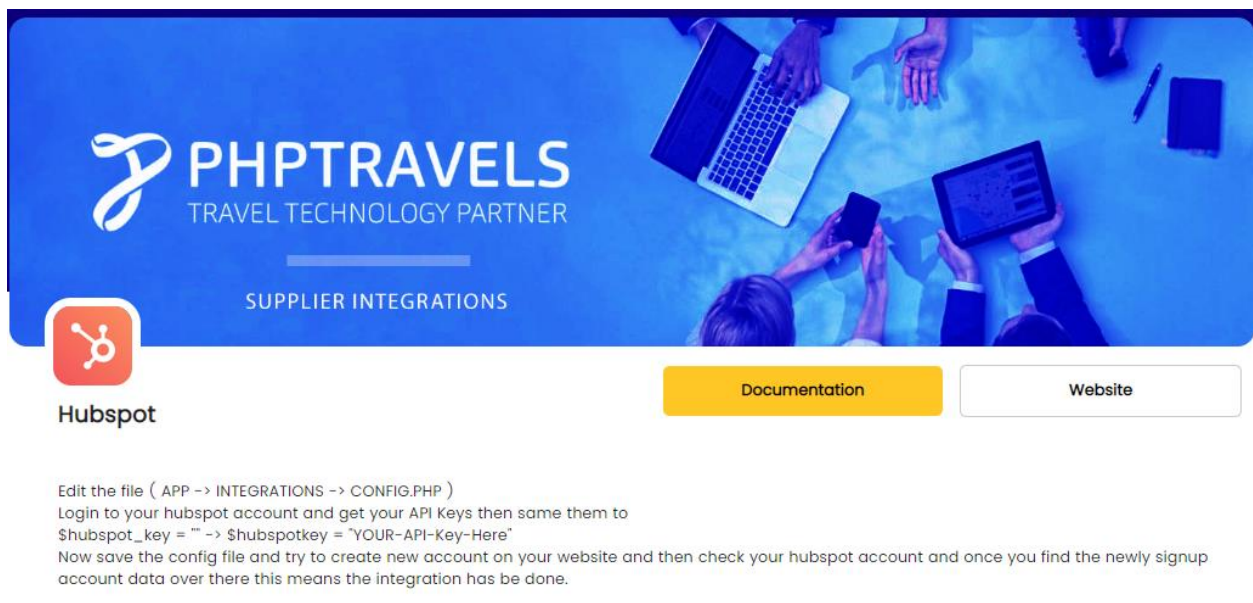 PHPTRAVELS
TRAVEL TECHNOLOGY PARTNER
SUPPLIER INTEGRATIONS
Documentation
Website
Hubspot
Edit the file ( APP -> INTEGRATIONS -> CONFIG.PHP )
Login to your hubspot account and get your API Keys then same them to
$hubspot_key = "" -> $hubspotkey = "YOUR-API-Key-Here"
Now save the config file and try to create new account on your website and then check your hubspot account and once you find the newly signup
account data over there this means the integration has be done.